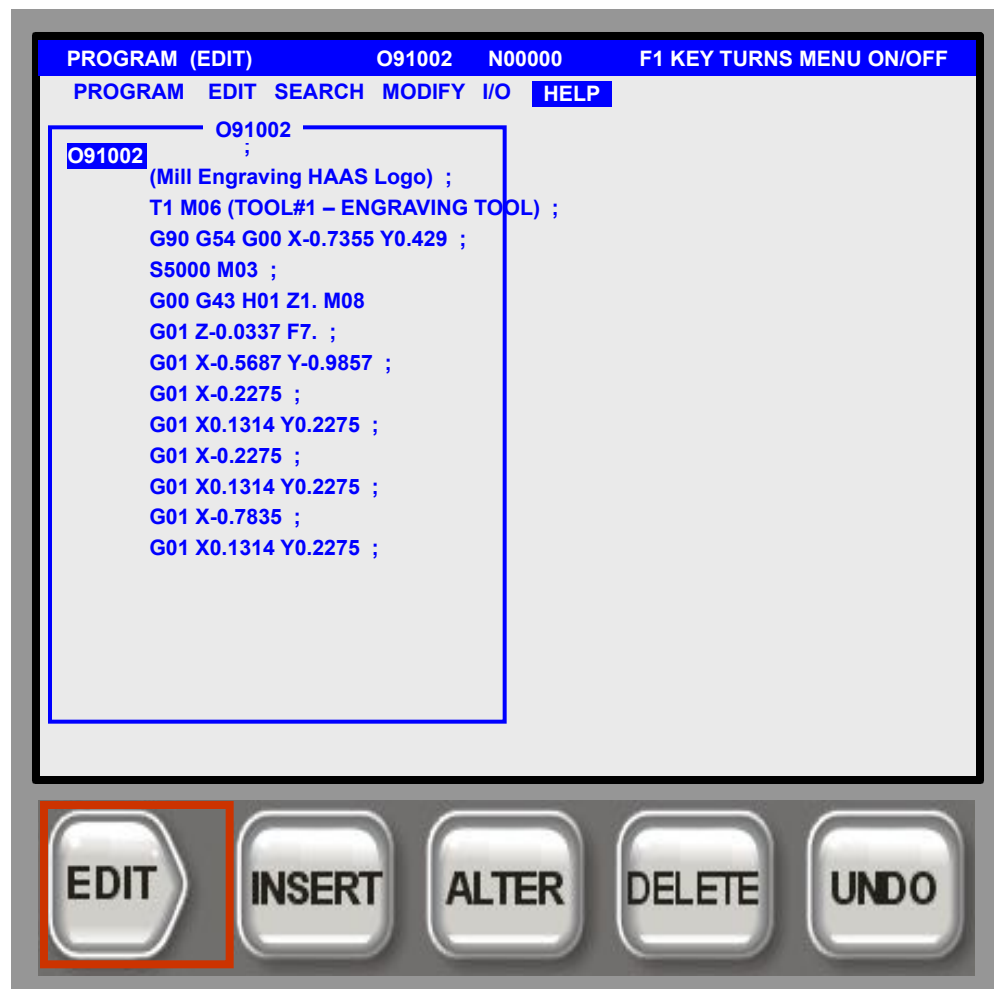 PROGRAM (EDIT) O91002 N00000 F1 KEY TURNS MENU ON/OFF
PROGRAM EDIT SEARCH MODIFY I/O HELP
O91002
O91002 ;
(Mill Engraving HAAS Logo) ;
T1 M06 (TOOL#1 – ENGRAVING TOOL) ;
G90 G54 G00 X-0.7355 Y0.429 ;
S5000 M03 ;
G00 G43 H01 Z1. M08
G01 Z-0.0337 F7. ;
G01 X-0.5687 Y-0.9857 ;
G01 X-0.2275 ;
G01 X0.1314 Y0.2275 ;
G01 X-0.2275 ;
G01 X0.1314 Y0.2275 ;
G01 X-0.7835 ;
G01 X0.1314 Y0.2275 ;
EDIT INSERT ALTER DELETE UNDO